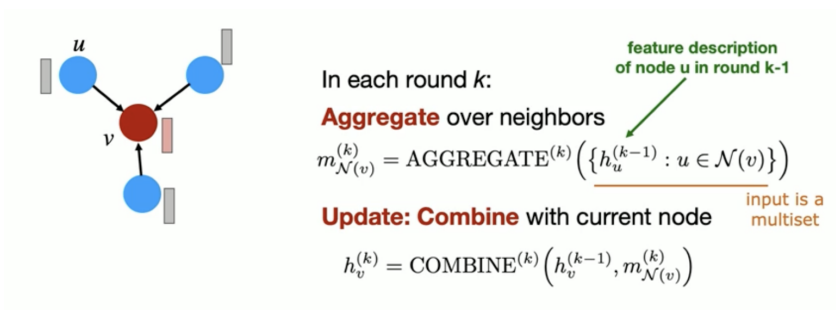 u
v
feature description
of node u in round k-1
In each round k:
Aggregate over neighbors
m_{𝒩(v)}^{(k)} = AGGREGATE^{(k)}({h_u^{(k−1)} : u ∈ 𝒩(v)})
input is a
multiset
Update: Combine with current node
h_v^{(k)} = COMBINE^{(k)}(h_v^{(k−1)}, m_{𝒩(v)}^{(k)})